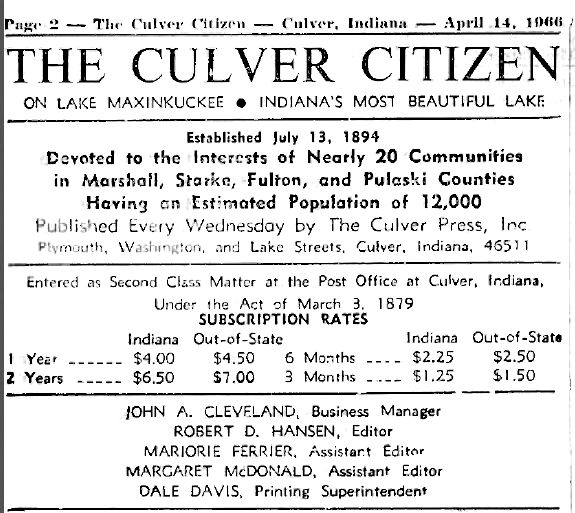 Page 2 — The Culver Citizen — Culver, Indiana — April 14, 1966
THE CULVER CITIZEN
ON LAKE MAXINKUCKEE ● INDIANA'S MOST BEAUTIFUL LAKE
Established July 13, 1894
Devoted to the Interests of Nearly 20 Communities
in Marshall, Starke, Fulton, and Pulaski Counties
Having an Estimated Population of 12,000
Published Every Wednesday by The Culver Press, Inc
Plymouth, Washington, and Lake Streets, Culver, Indiana, 46511
Entered as Second Class Matter at the Post Office at Culver, Indiana,
Under the Act of March 3, 1879
SUBSCRIPTION RATES
Indiana Out-of-State Indiana Out-of-State
1 Year ------ $4.00 $4.50 6 Months ---- $2.25 $2.50
2 Years ----- $6.50 $7.00 3 Months ---- $1.25 $1.50
JOHN A. CLEVELAND, Business Manager
ROBERT D. HANSEN, Editor
MARJORIE FERRIER, Assistant Editor
MARGARET McDONALD, Assistant Editor
DALE DAVIS, Printing Superintendent